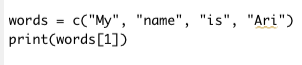 words = c("My", "name", "is", "Ari")
print(words[1])